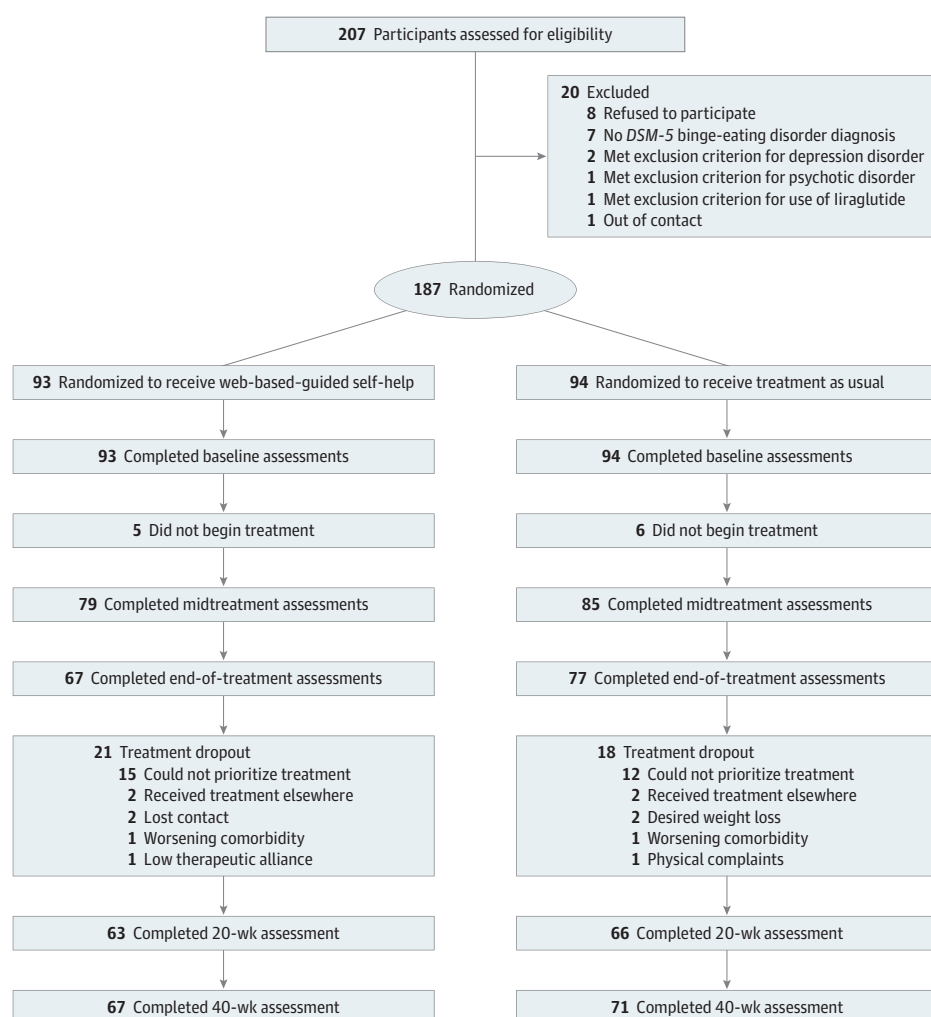 207 Participants assessed for eligibility
20 Excluded
8 Refused to participate
7 No DSM-5 binge-eating disorder diagnosis
2 Met exclusion criterion for depression disorder
1 Met exclusion criterion for psychotic disorder
1 Met exclusion criterion for use of liraglutide
1 Out of contact
187 Randomized
93 Randomized to receive web-based-guided self-help
94 Randomized to receive treatment as usual
93 Completed baseline assessments
94 Completed baseline assessments
5 Did not begin treatment
6 Did not begin treatment
79 Completed midtreatment assessments
85 Completed midtreatment assessments
67 Completed end-of-treatment assessments
77 Completed end-of-treatment assessments
21 Treatment dropout
15 Could not prioritize treatment
2 Received treatment elsewhere
2 Lost contact
1 Worsening comorbidity
1 Low therapeutic alliance
18 Treatment dropout
12 Could not prioritize treatment
2 Received treatment elsewhere
2 Desired weight loss
1 Worsening comorbidity
1 Physical complaints
63 Completed 20-wk assessment
66 Completed 20-wk assessment
67 Completed 40-wk assessment
71 Completed 40-wk assessment